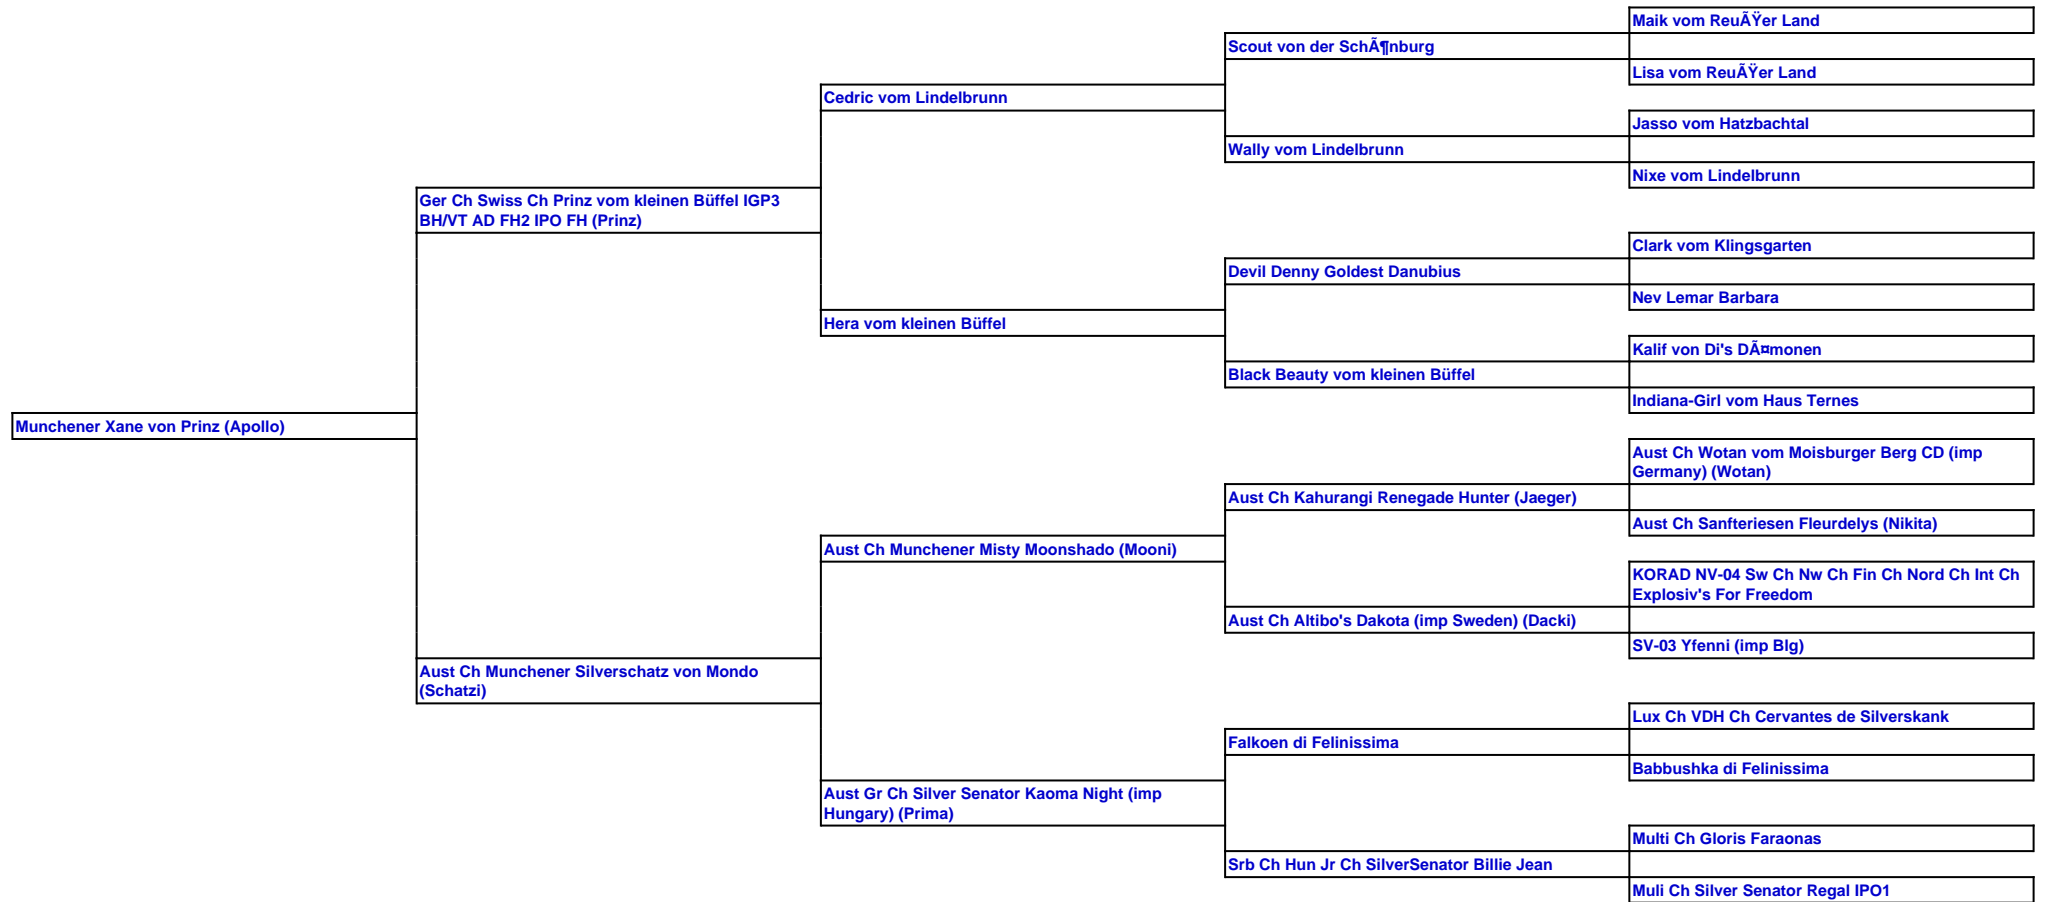 Maik vom ReuÃŸer Land
Scout von der SchÃ¶nburg
Lisa vom ReuÃŸer Land
Cedric vom Lindelbrunn
Jasso vom Hatzbachtal
Wally vom Lindelbrunn
Nixe vom Lindelbrunn
Ger Ch Swiss Ch Prinz vom kleinen Büffel IGP3
BH/VT AD FH2 IPO FH (Prinz)
Clark vom Klingsgarten
Devil Denny Goldest Danubius
Nev Lemar Barbara
Hera vom kleinen Büffel
Kalif von Di's DÃ¤monen
Black Beauty vom kleinen Büffel
Indiana-Girl vom Haus Ternes
Munchener Xane von Prinz (Apollo)
Aust Ch Wotan vom Moisburger Berg CD (imp
Germany) (Wotan)
Aust Ch Kahurangi Renegade Hunter (Jaeger)
Aust Ch Sanfteriesen Fleurdelys (Nikita)
Aust Ch Munchener Misty Moonshado (Mooni)
KORAD NV-04 Sw Ch Nw Ch Fin Ch Nord Ch Int Ch
Explosiv's For Freedom
Aust Ch Altibo's Dakota (imp Sweden) (Dacki)
SV-03 Yfenni (imp Blg)
Aust Ch Munchener Silverschatz von Mondo
(Schatzi)
Lux Ch VDH Ch Cervantes de Silverskank
Falkoen di Felinissima
Babbushka di Felinissima
Aust Gr Ch Silver Senator Kaoma Night (imp
Hungary) (Prima)
Multi Ch Gloris Faraonas
Srb Ch Hun Jr Ch SilverSenator Billie Jean
Muli Ch Silver Senator Regal IPO1